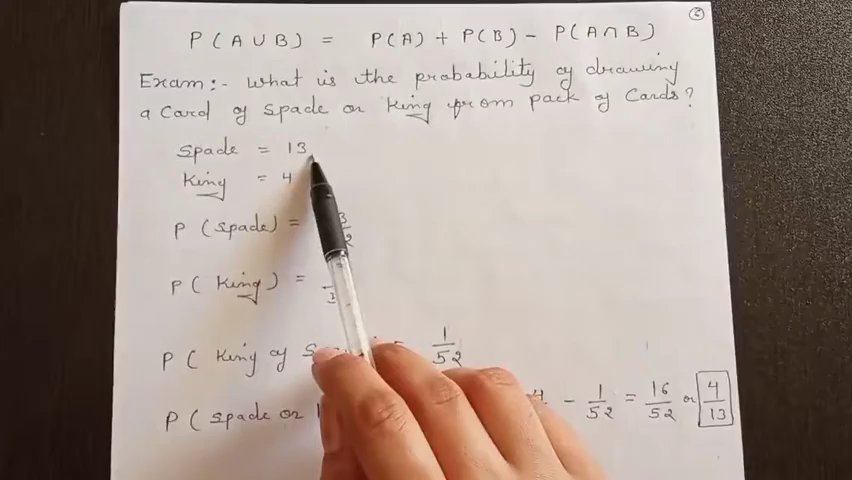 6
P(A∪B) = P(A) + P(B) - P(A∩B)
Exam:- What is the probability of drawing
a Card of Spade or King from pack of Cards?
Spade = 13
King = 4
P (Spade) =
P ( King ) =
P ( King of 1/52
P ( Spade or - 1/52 = 16/52 or 4/13